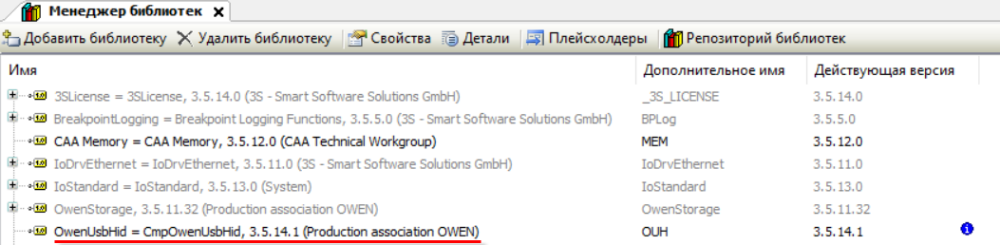 Менеджер библиотек
Добавить библиотеку Удалить библиотеку Свойства Детали Плейсхолдеры Репозиторий библиотек
Имя Дополнительное имя Действующая версия
3SLicense = 3SLicense, 3.5.14.0 (3S - Smart Software Solutions GmbH) _3S_LICENSE 3.5.14.0
BreakpointLogging = Breakpoint Logging Functions, 3.5.5.0 (3S - Smart Software Solutions GmbH) BPLog 3.5.5.0
CAA Memory = CAA Memory, 3.5.12.0 (CAA Technical Workgroup) MEM 3.5.12.0
IoDrvEthernet = IoDrvEthernet, 3.5.11.0 (3S - Smart Software Solutions GmbH) IoDrvEthernet 3.5.11.0
IoStandard = IoStandard, 3.5.13.0 (System) IoStandard 3.5.13.0
OwenStorage, 3.5.11.32 (Production association OWEN) OwenStorage 3.5.11.32
OwenUsbHid = CmpOwenUsbHid, 3.5.14.1 (Production association OWEN) OUH 3.5.14.1